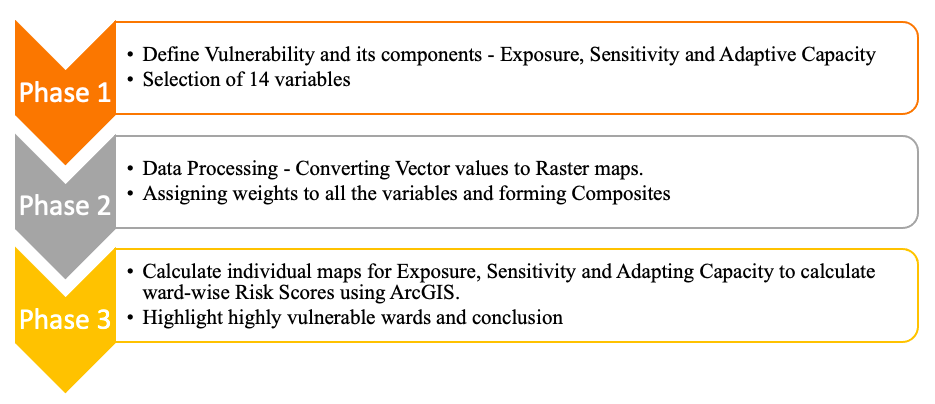 Phase 1
• Define Vulnerability and its components - Exposure, Sensitivity and Adaptive Capacity
• Selection of 14 variables
Phase 2
• Data Processing - Converting Vector values to Raster maps.
• Assigning weights to all the variables and forming Composites
Phase 3
• Calculate individual maps for Exposure, Sensitivity and Adapting Capacity to calculate
ward-wise Risk Scores using ArcGIS.
• Highlight highly vulnerable wards and conclusion